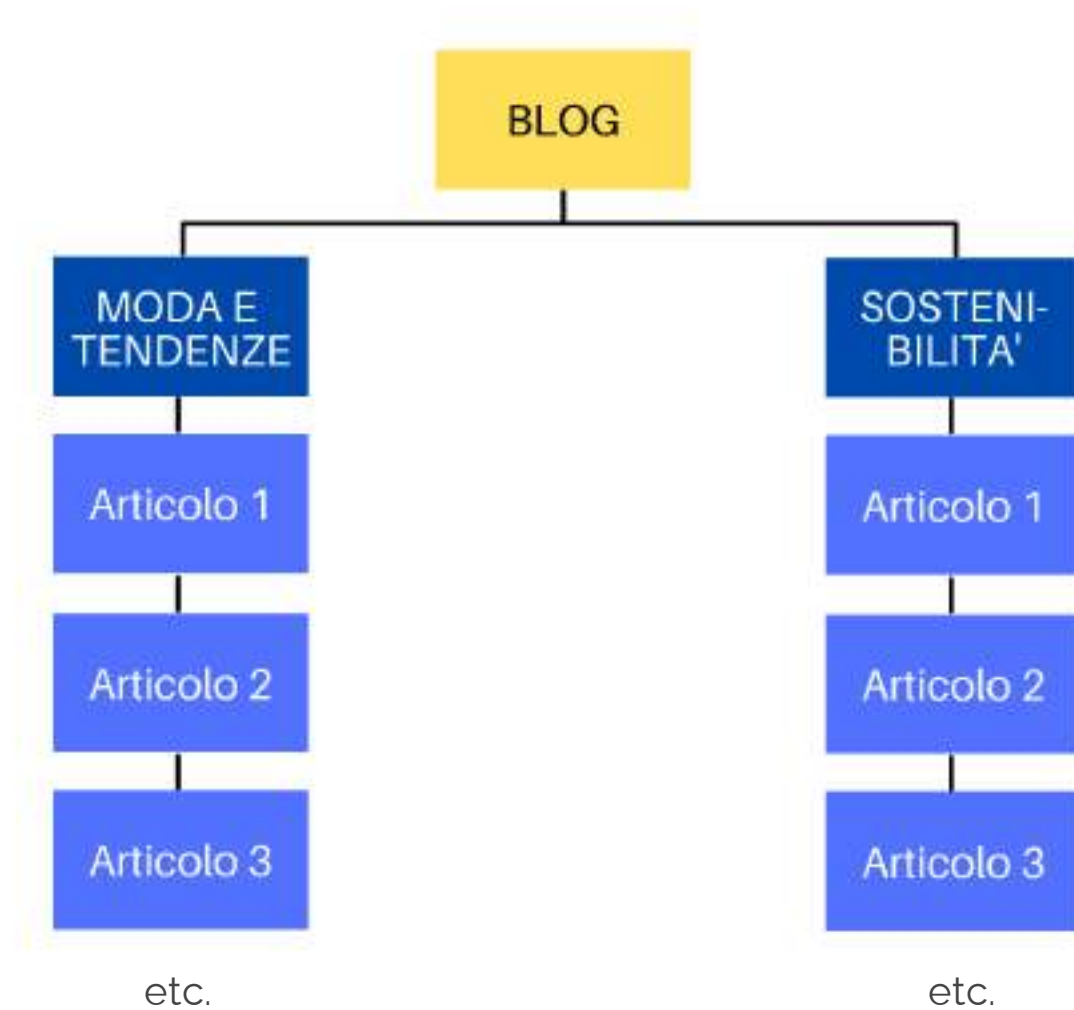 BLOG
MODA E
TENDENZE
Articolo 1
Articolo 2
Articolo 3
etc.
SOSTENI-
BILITA'
Articolo 1
Articolo 2
Articolo 3
etc.